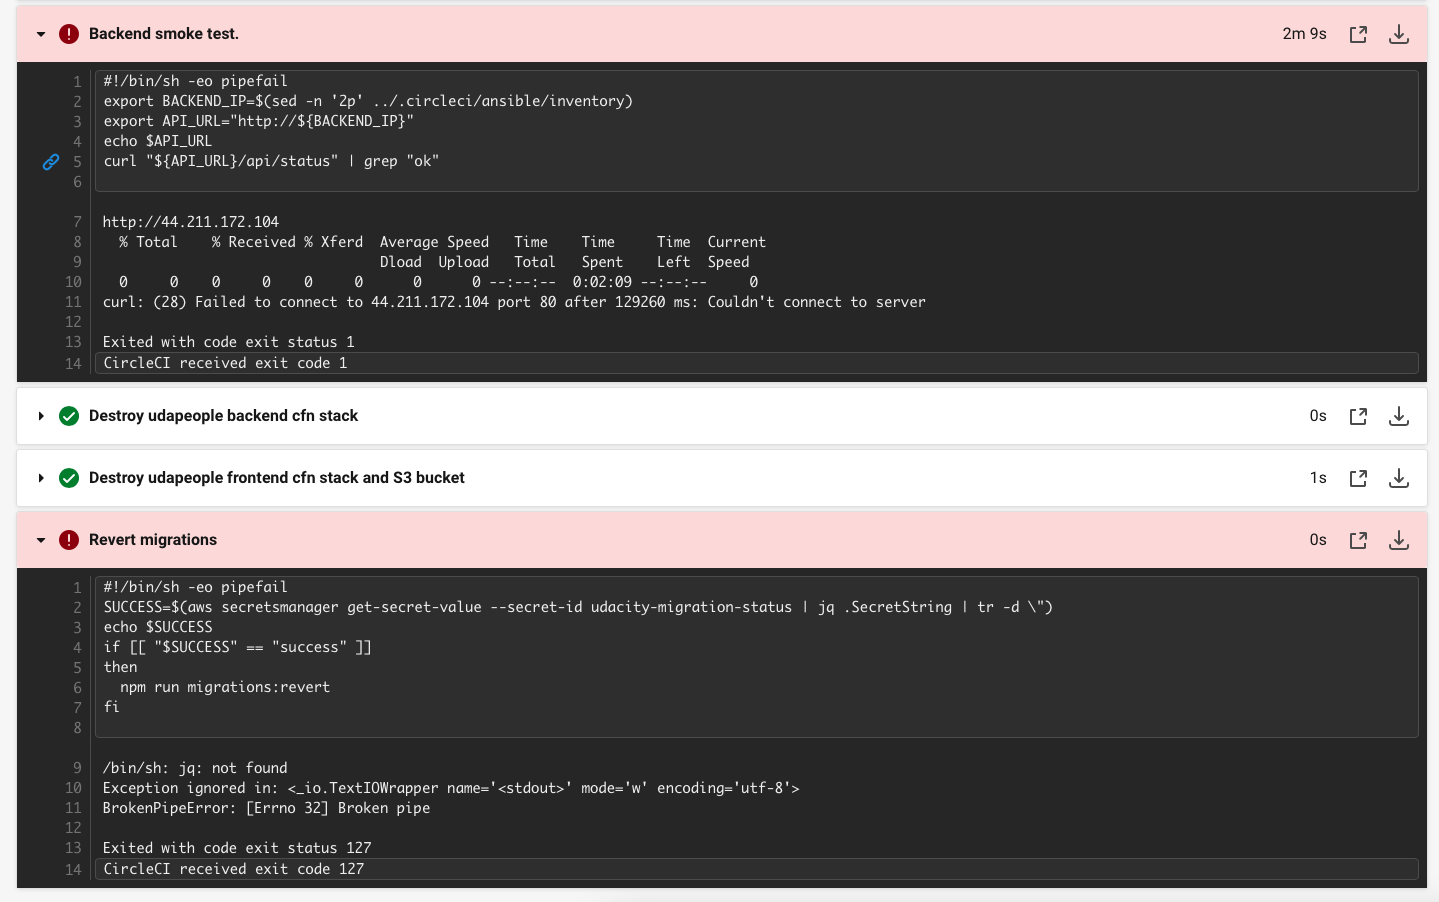 Backend smoke test.
2m 9s
1 #!/bin/sh -eo pipefail
2 export BACKEND_IP=$(sed -n '2p' ../.circleci/ansible/inventory)
3 export API_URL="http://${BACKEND_IP}"
4 echo $API_URL
5 curl "${API_URL}/api/status" | grep "ok"
6
7 http://44.211.172.104
8   % Total    % Received % Xferd  Average Speed   Time    Time     Time  Current
9                                  Dload  Upload   Total   Spent    Left  Speed
10   0     0    0     0    0     0      0      0 --:--:--  0:02:09 --:--:--     0
11 curl: (28) Failed to connect to 44.211.172.104 port 80 after 129260 ms: Couldn't connect to server
12
13 Exited with code exit status 1
14 CircleCI received exit code 1
Destroy udapeople backend cfn stack
0s
Destroy udapeople frontend cfn stack and S3 bucket
1s
Revert migrations
0s
1 #!/bin/sh -eo pipefail
2 SUCCESS=$(aws secretsmanager get-secret-value --secret-id udacity-migration-status | jq .SecretString | tr -d \")
3 echo $SUCCESS
4 if [[ "$SUCCESS" == "success" ]]
5 then
6   npm run migrations:revert
7 fi
8
9 /bin/sh: jq: not found
10 Exception ignored in: <_io.TextIOWrapper name='<stdout>' mode='w' encoding='utf-8'>
11 BrokenPipeError: [Errno 32] Broken pipe
12
13 Exited with code exit status 127
14 CircleCI received exit code 127